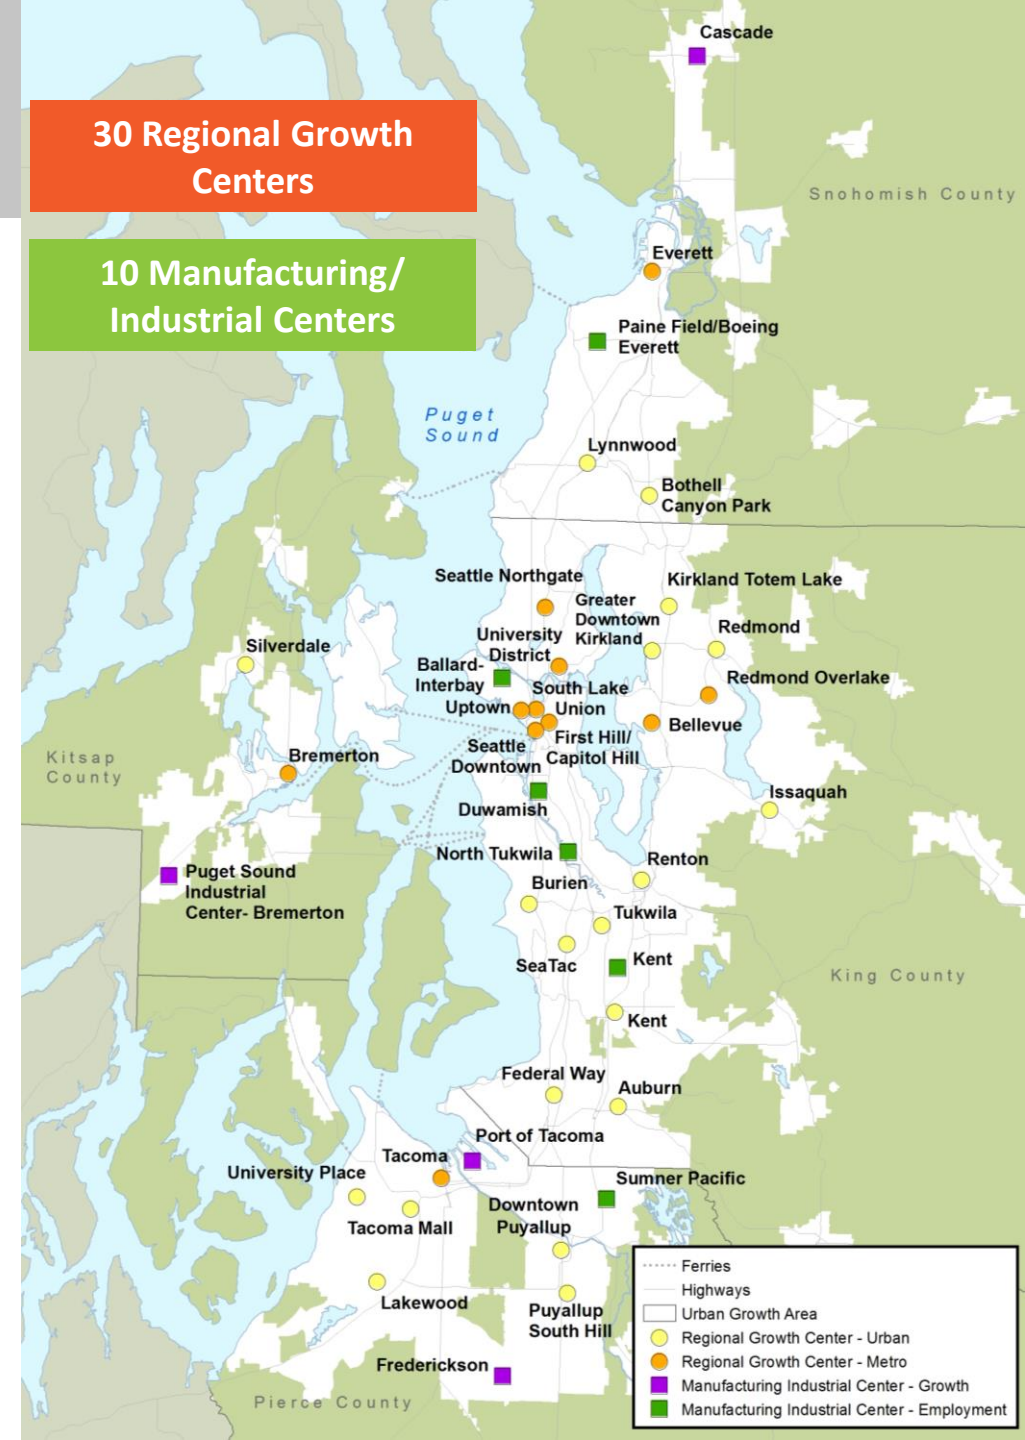 30 Regional Growth
Centers
10 Manufacturing/
Industrial Centers
Cascade
Snohomish County
Everett
Paine Field/Boeing
Everett
Puget
Sound
Lynnwood
Bothell
Canyon Park
Seattle Northgate
Kirkland Totem Lake
Greater
Downtown
Kirkland
Redmond
University
District
Silverdale
Ballard-
Interbay
Redmond Overlake
South Lake
Union
Uptown
Bellevue
First Hill/
Capitol Hill
Seattle
Downtown
Kitsap
County
Bremerton
Issaquah
Duwamish
North Tukwila
Renton
Puget Sound
Industrial
Center- Bremerton
Burien
Tukwila
SeaTac
Kent
King County
Kent
Federal Way
Auburn
Port of Tacoma
Tacoma
University Place
Sumner Pacific
Downtown
Puyallup
Tacoma Mall
Lakewood
Puyallup
South Hill
Frederickson
Pierce County
Ferries
Highways
Urban Growth Area
Regional Growth Center - Urban
Regional Growth Center - Metro
Manufacturing Industrial Center - Growth
Manufacturing Industrial Center - Employment